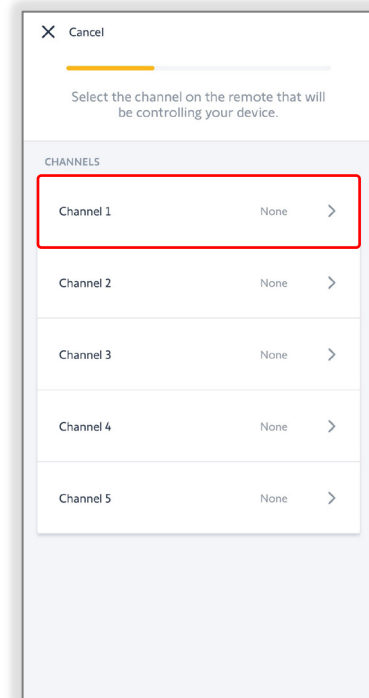 Cancel
Select the channel on the remote that will
be controlling your device.
CHANNELS
Channel 1 None
Channel 2 None
Channel 3 None
Channel 4 None
Channel 5 None